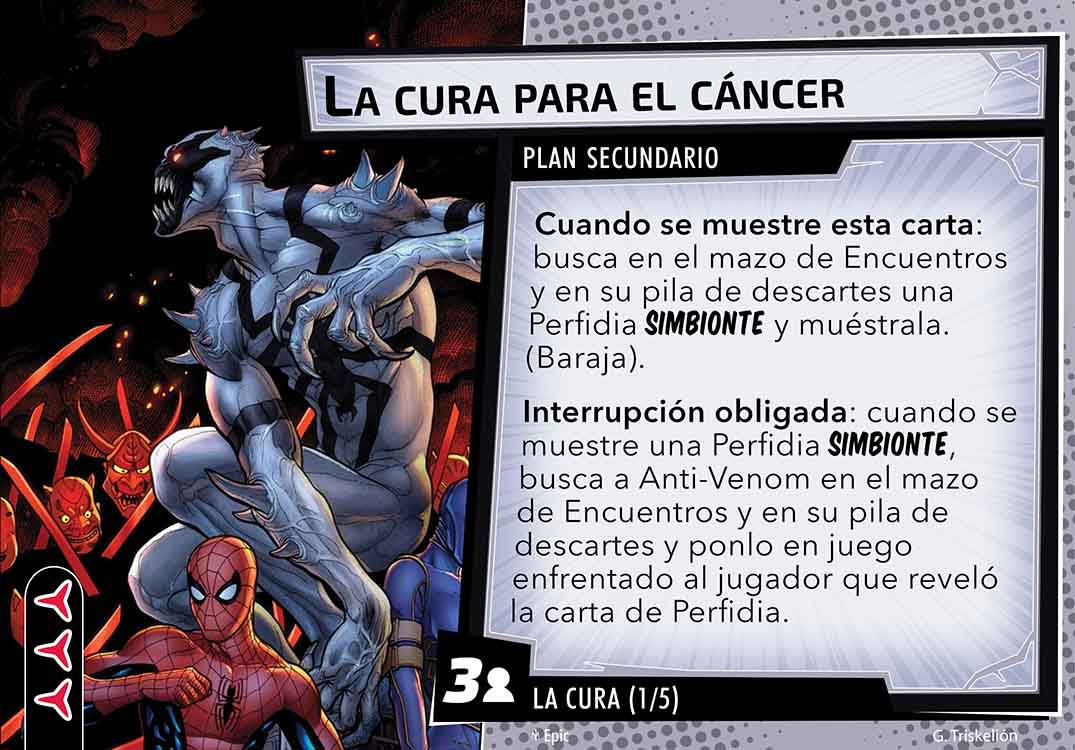 LA CURA PARA EL CÁNCER
PLAN SECUNDARIO
Cuando se muestre esta carta:
busca en el mazo de Encuentros
y en su pila de descartes una
Perfidia SIMBIONTE y muéstrala.
(Baraja).
Interrupción obligada: cuando se
muestre una Perfidia SIMBIONTE,
busca a Anti-Venom en el mazo
de Encuentros y en su pila de
descartes y ponlo en juego
enfrentado al jugador que reveló
la carta de Perfidia.
3
LA CURA (1/5)
Epic
G. Triskelión